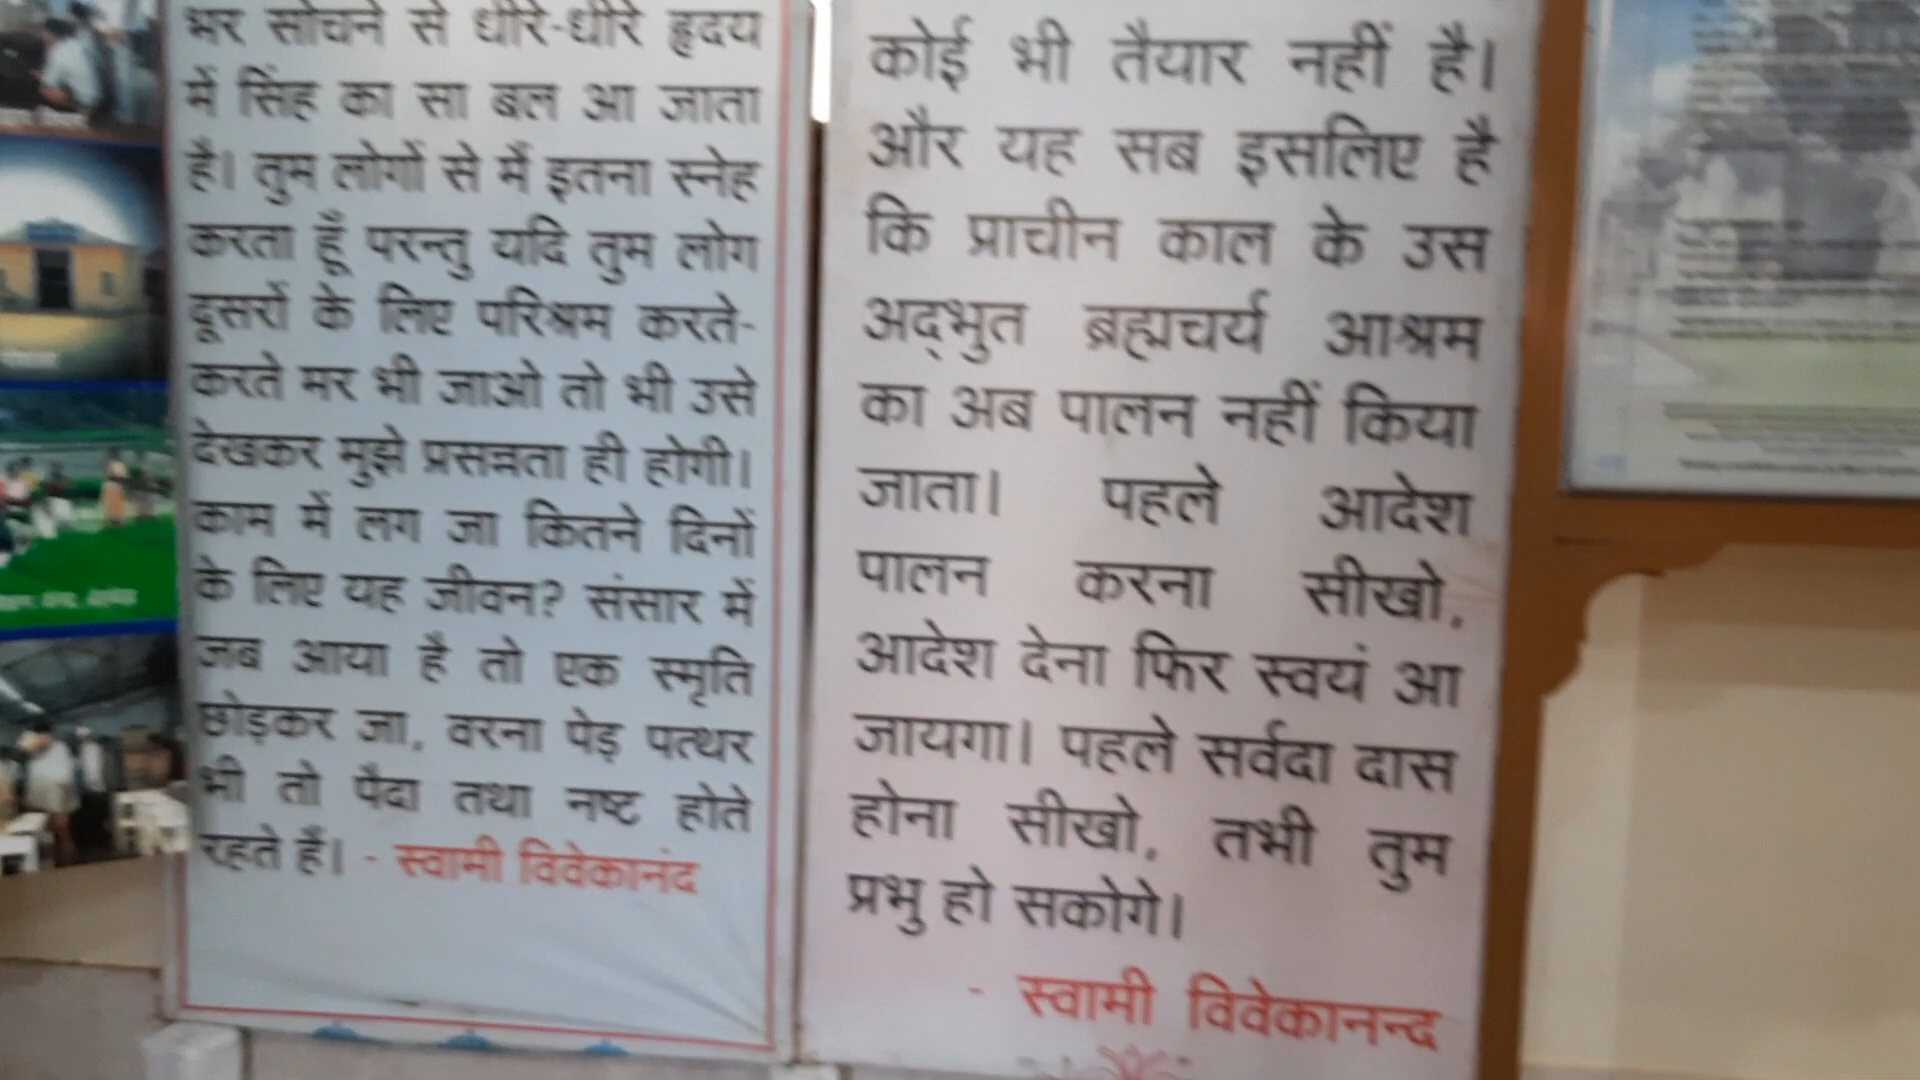 भर सोचने से धीरे-धीरे हृदय
में सिंह का सा बल आ जाता
है। तुम लोगों से मैं इतना स्नेह
करता हूँ परन्तु यदि तुम लोग
दूसरों के लिए परिश्रम करते-
करते मर भी जाओ तो भी उसे
देखकर मुझे प्रसन्नता ही होगी।
काम में लग जा कितने दिनों
के लिए यह जीवन? संसार में
जब आया है तो एक स्मृति
छोड़कर जा, वरना पेड़ पत्थर
भी तो पैदा तथा नष्ट होते
रहते हैं। - स्वामी विवेकानंद
कोई भी तैयार नहीं है।
और यह सब इसलिए है
कि प्राचीन काल के उस
अद्भुत ब्रह्मचर्य आश्रम
का अब पालन नहीं किया
जाता। पहले आदेश
पालन करना सीखो,
आदेश देना फिर स्वयं आ
जायगा। पहले सर्वदा दास
होना सीखो, तभी तुम
प्रभु हो सकोगे।
- स्वामी विवेकानन्द